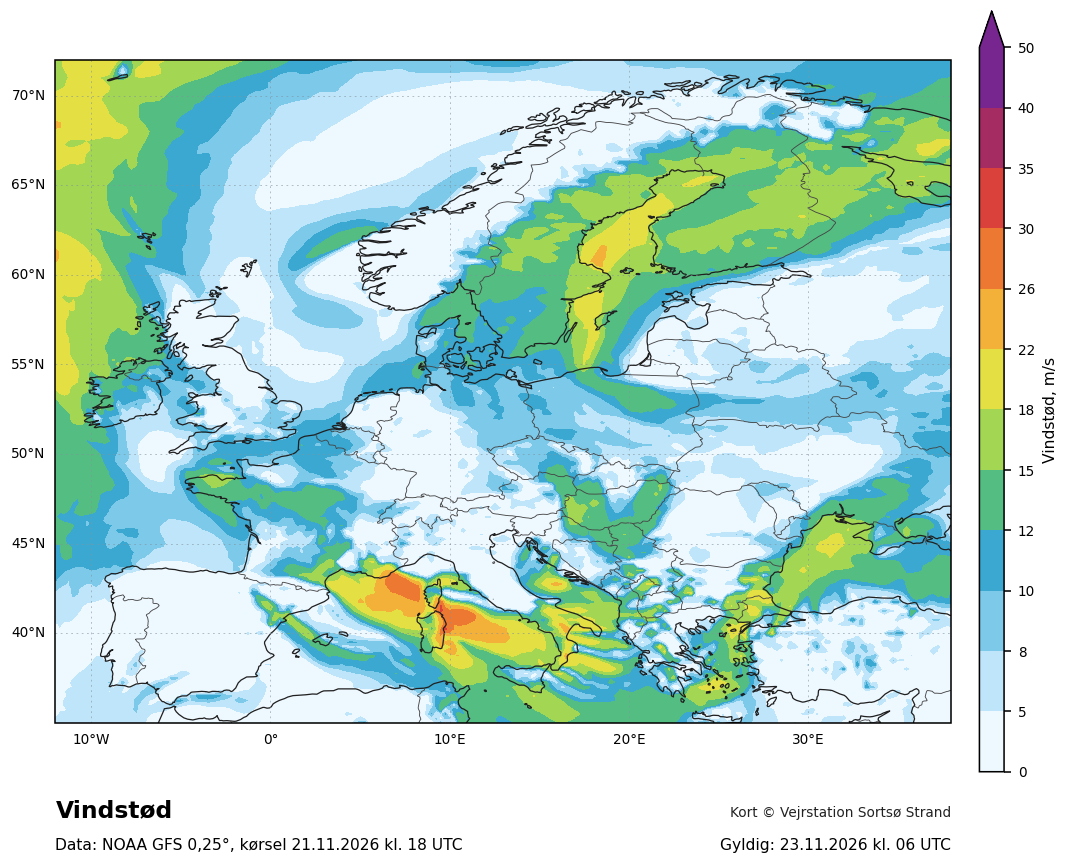 50
40
35
30
26
22
18
15
12
10
8
5
0
Vindstød, m/s
70°N
65°N
60°N
55°N
50°N
45°N
40°N
10°W
0°
10°E
20°E
30°E
Vindstød
Kort © Vejrstation Sortsø Strand
Data: NOAA GFS 0,25°, kørsel 21.11.2026 kl. 18 UTC
Gyldig: 23.11.2026 kl. 06 UTC